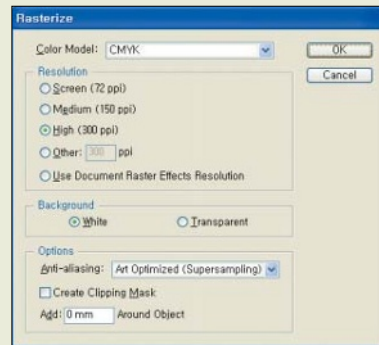 Rasterize
Color Model: CMYK
OK
Cancel
Resolution
Screen (72 ppi)
Medium (150 ppi)
High (300 ppi)
Other: 300 ppi
Use Document Raster Effects Resolution
Background
White Transparent
Options
Anti-aliasing: Art Optimized (Supersampling)
Create Clipping Mask
Add: 0 mm Around Object